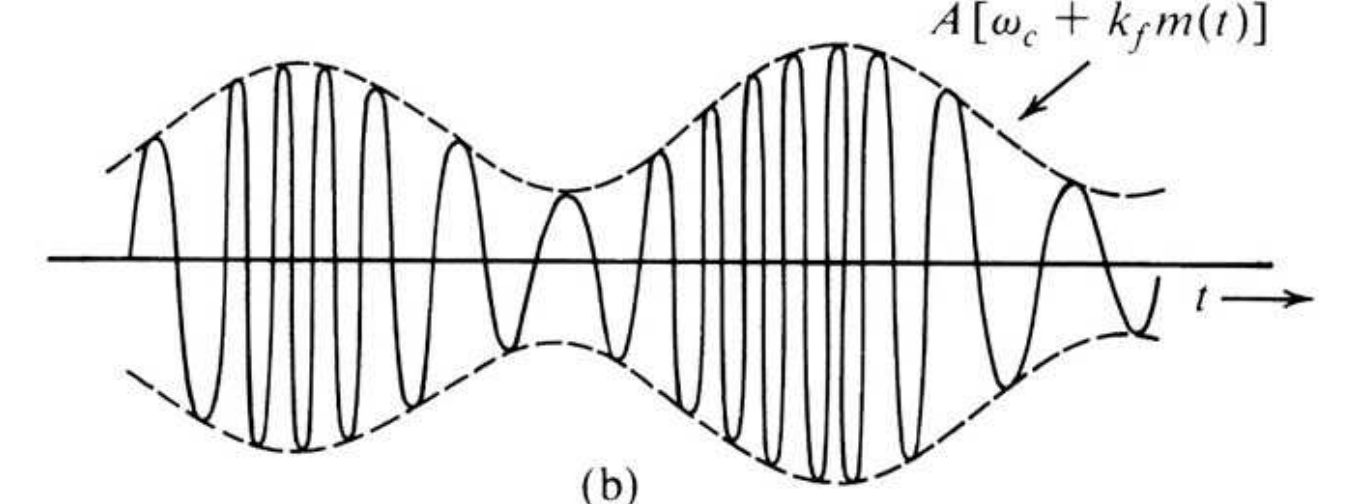 A[ω_c + k_f m(t)]
t
(b)